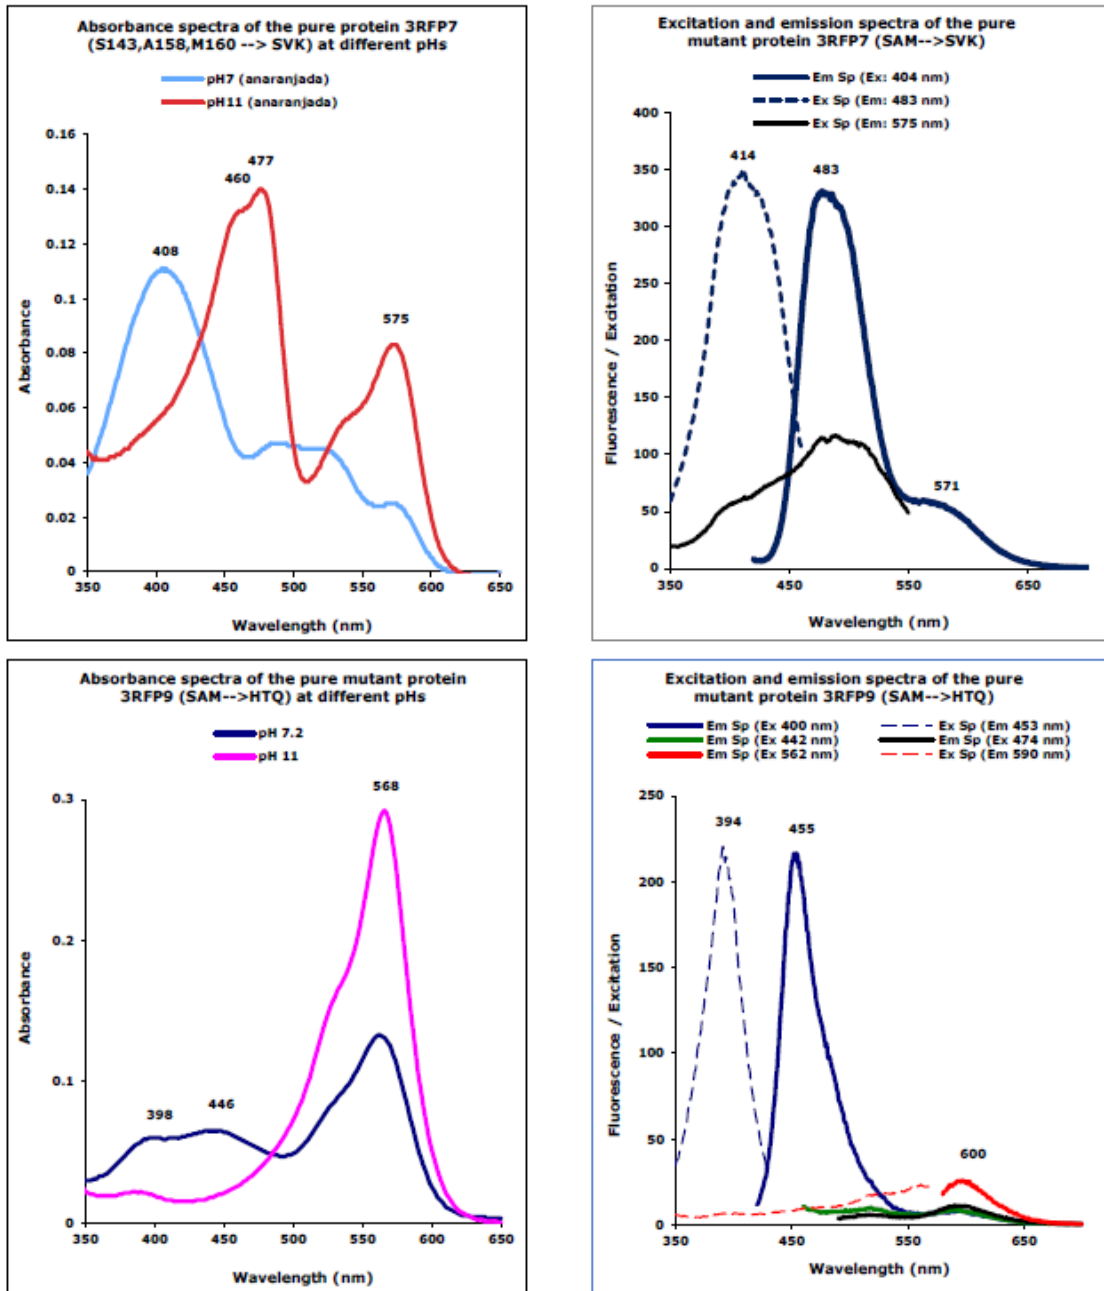 Absorbance spectra of the pure protein 3RFP7
(S143,A158,M160 --> SVK) at different pHs
pH7 (anaranjada)
pH11 (anaranjada)
0.16
0.14
0.12
0.1
0.08
0.06
0.04
0.02
0
Absorbance
408
460
477
575
350 400 450 500 550 600 650
Wavelength (nm)
Excitation and emission spectra of the pure
mutant protein 3RFP7 (SAM-->SVK)
Em Sp (Ex: 404 nm)
Ex Sp (Em: 483 nm)
Ex Sp (Em: 575 nm)
400
350
300
250
200
150
100
50
0
Fluorescence / Excitation
414
483
571
350 450 550 650
Wavelength (nm)
Absorbance spectra of the pure mutant protein
3RFP9 (SAM-->HTQ) at different pHs
pH 7.2
pH 11
0.3
0.2
0.1
0
Absorbance
398
446
568
350 400 450 500 550 600 650
Wavelength (nm)
Excitation and emission spectra of the pure
mutant protein 3RFP9 (SAM-->HTQ)
Em Sp (Ex 400 nm) Ex Sp (Em 453 nm)
Em Sp (Ex 442 nm) Em Sp (Ex 474 nm)
Em Sp (Ex 562 nm) Ex Sp (Em 590 nm)
250
200
150
100
50
0
Fluorescence / Excitation
394
455
600
350 450 550 650
Wavelength (nm)